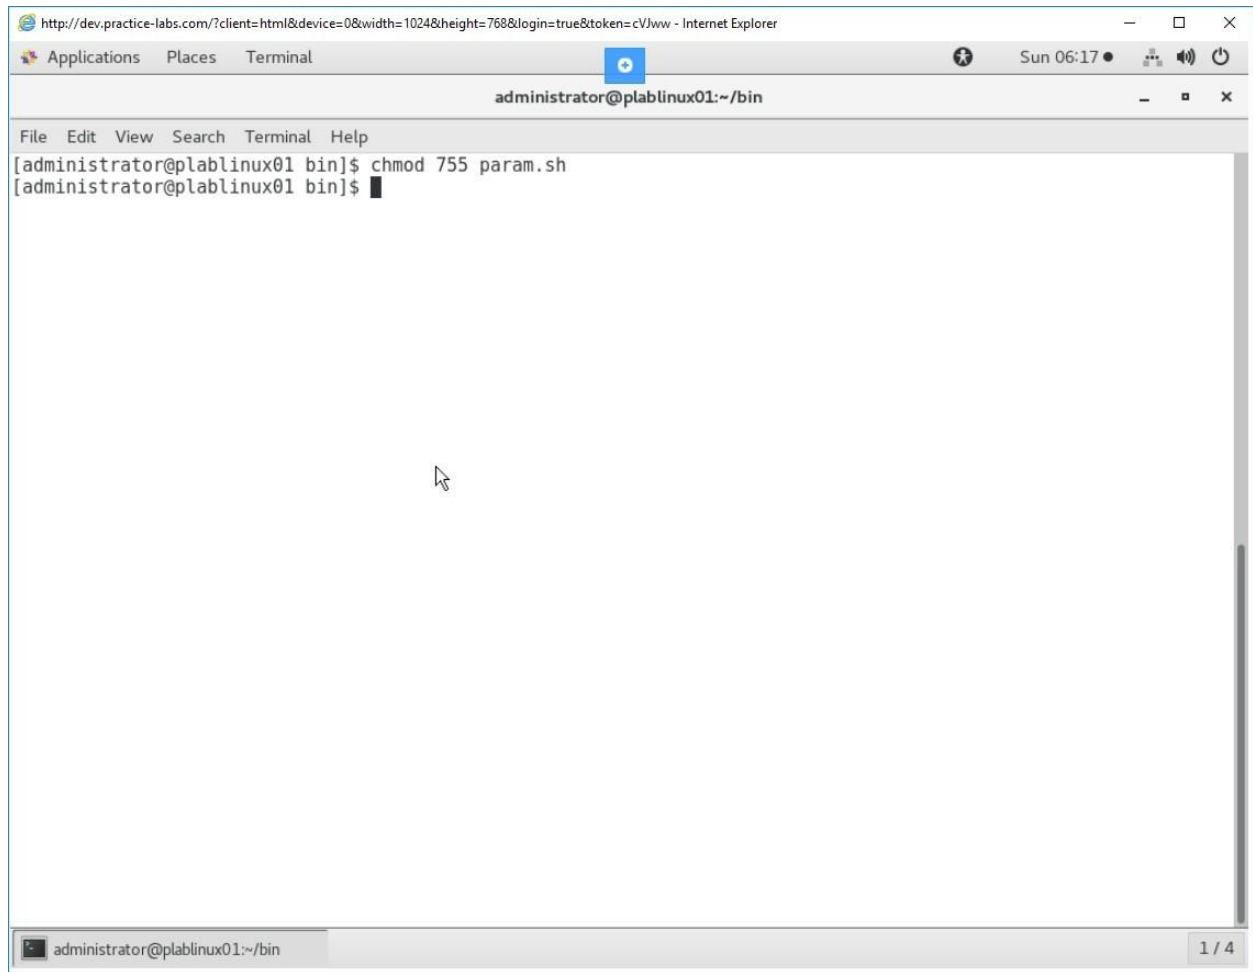 http://dev.practice-labs.com/?client=html&device=0&width=1024&height=768&login=true&token=cVJww - Internet Explorer
Applications Places Terminal Sun 06:17
administrator@plablinux01:~/bin
File Edit View Search Terminal Help
[administrator@plablinux01 bin]$ chmod 755 param.sh
[administrator@plablinux01 bin]$
administrator@plablinux01:~/bin 1 / 4